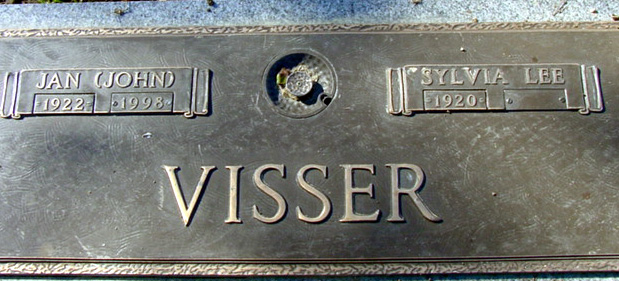 JAN (JOHN)
1922 1998
SYLVIA LEE
1920
VISSER